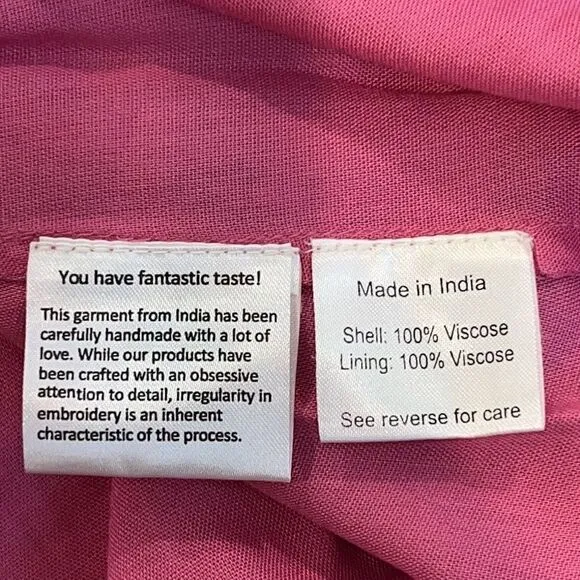 You have fantastic taste!
This garment from India has been
carefully handmade with a lot of
love. While our products have
been crafted with an obsessive
attention to detail, irregularity in
embroidery is an inherent
characteristic of the process.
Made in India
Shell: 100% Viscose
Lining: 100% Viscose
See reverse for care